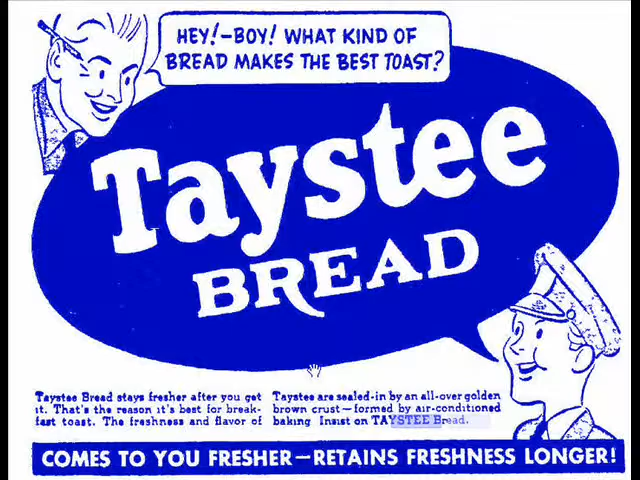 HEY!-BOY! WHAT KIND OF
BREAD MAKES THE BEST TOAST?
Taystee
BREAD
Taystee Bread stays fresher after you get
it. That's the reason it's best for break-
fast toast. The freshness and flavor of
Taystee are sealed-in by an all-over golden
brown crust—formed by air-conditioned
baking Insist on TAYSTEE Bread.
COMES TO YOU FRESHER—RETAINS FRESHNESS LONGER!